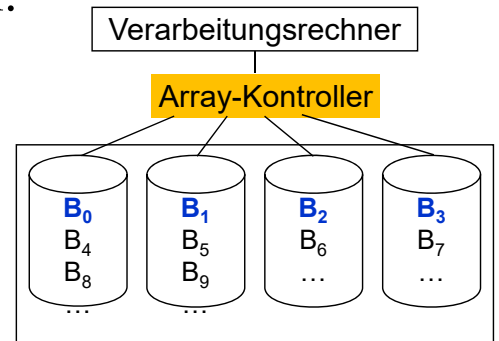 Verarbeitungsrechner
Array-Kontroller
B₀ B₁ B₂ B₃
B₄ B₅ B₆ B₇
B₈ B₉ … …
… …